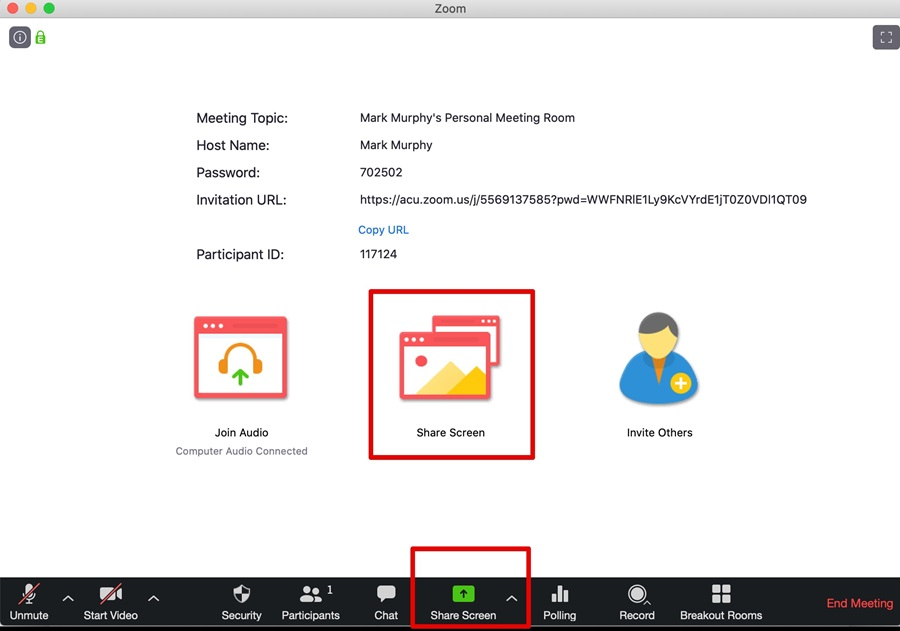 Zoom
Meeting Topic: Mark Murphy's Personal Meeting Room
Host Name: Mark Murphy
Password: 702502
Invitation URL: https://acu.zoom.us/j/5569137585?pwd=WWFNRlE1Ly9KcVYrdE1jT0Z0VDl1QT09
Copy URL
Participant ID: 117124
Join Audio Share Screen Invite Others
Computer Audio Connected
1
Unmute Start Video Security Participants Chat Share Screen Polling Record Breakout Rooms End Meeting